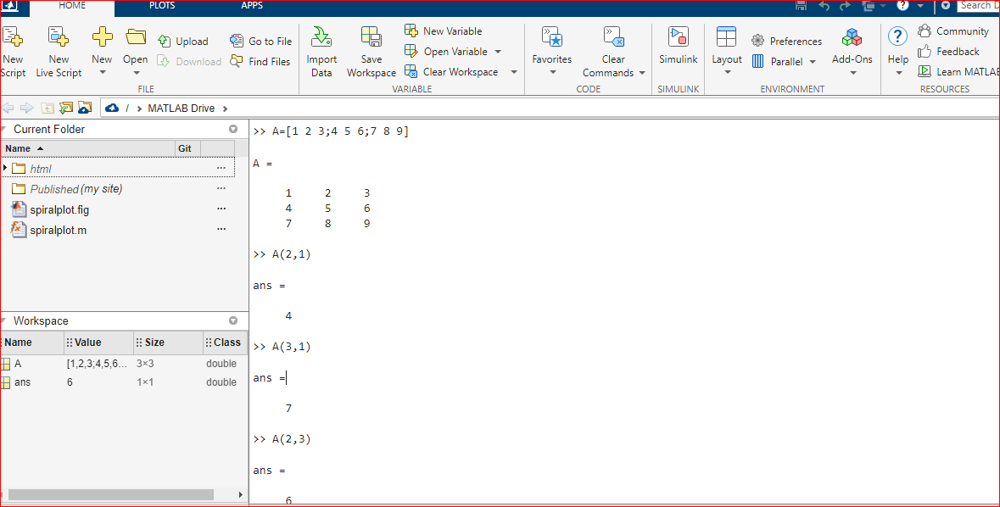 HOME PLOTS APPS
Search D
New Script
New Live Script
New
Open
Upload
Download
Go to File
Find Files
FILE
Import Data
Save Workspace
New Variable
Open Variable
Clear Workspace
VARIABLE
Favorites
Clear Commands
CODE
Simulink
SIMULINK
Layout
Preferences
Parallel
Add-Ons
ENVIRONMENT
Help
Community
Feedback
Learn MATLAB
RESOURCES
/ MATLAB Drive
Current Folder
Name Git
html ...
Published (my site) ...
spiralplot.fig ...
spiralplot.m ...
Workspace
Name Value Size Class
A [1,2,3;4,5,6... 3×3 double
ans 6 1×1 double
>> A=[1 2 3;4 5 6;7 8 9]
A =
1 2 3
4 5 6
7 8 9
>> A(2,1)
ans =
4
>> A(3,1)
ans =
7
>> A(2,3)
ans =
6